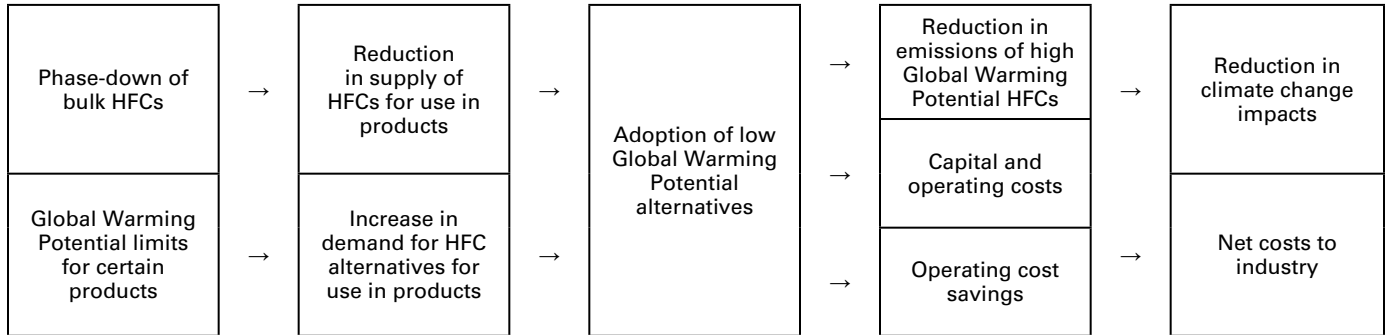 Phase-down of
bulk HFCs
→
Reduction
in supply of
HFCs for use in
products
→
Global Warming
Potential limits
for certain
products
→
Increase in
demand for HFC
alternatives for
use in products
→
Adoption of low
Global Warming
Potential
alternatives
→
Reduction in
emissions of high
Global Warming
Potential HFCs
→
→
Capital and
operating costs
→
Operating cost
savings
→
Reduction in
climate change
impacts
Net costs to
industry